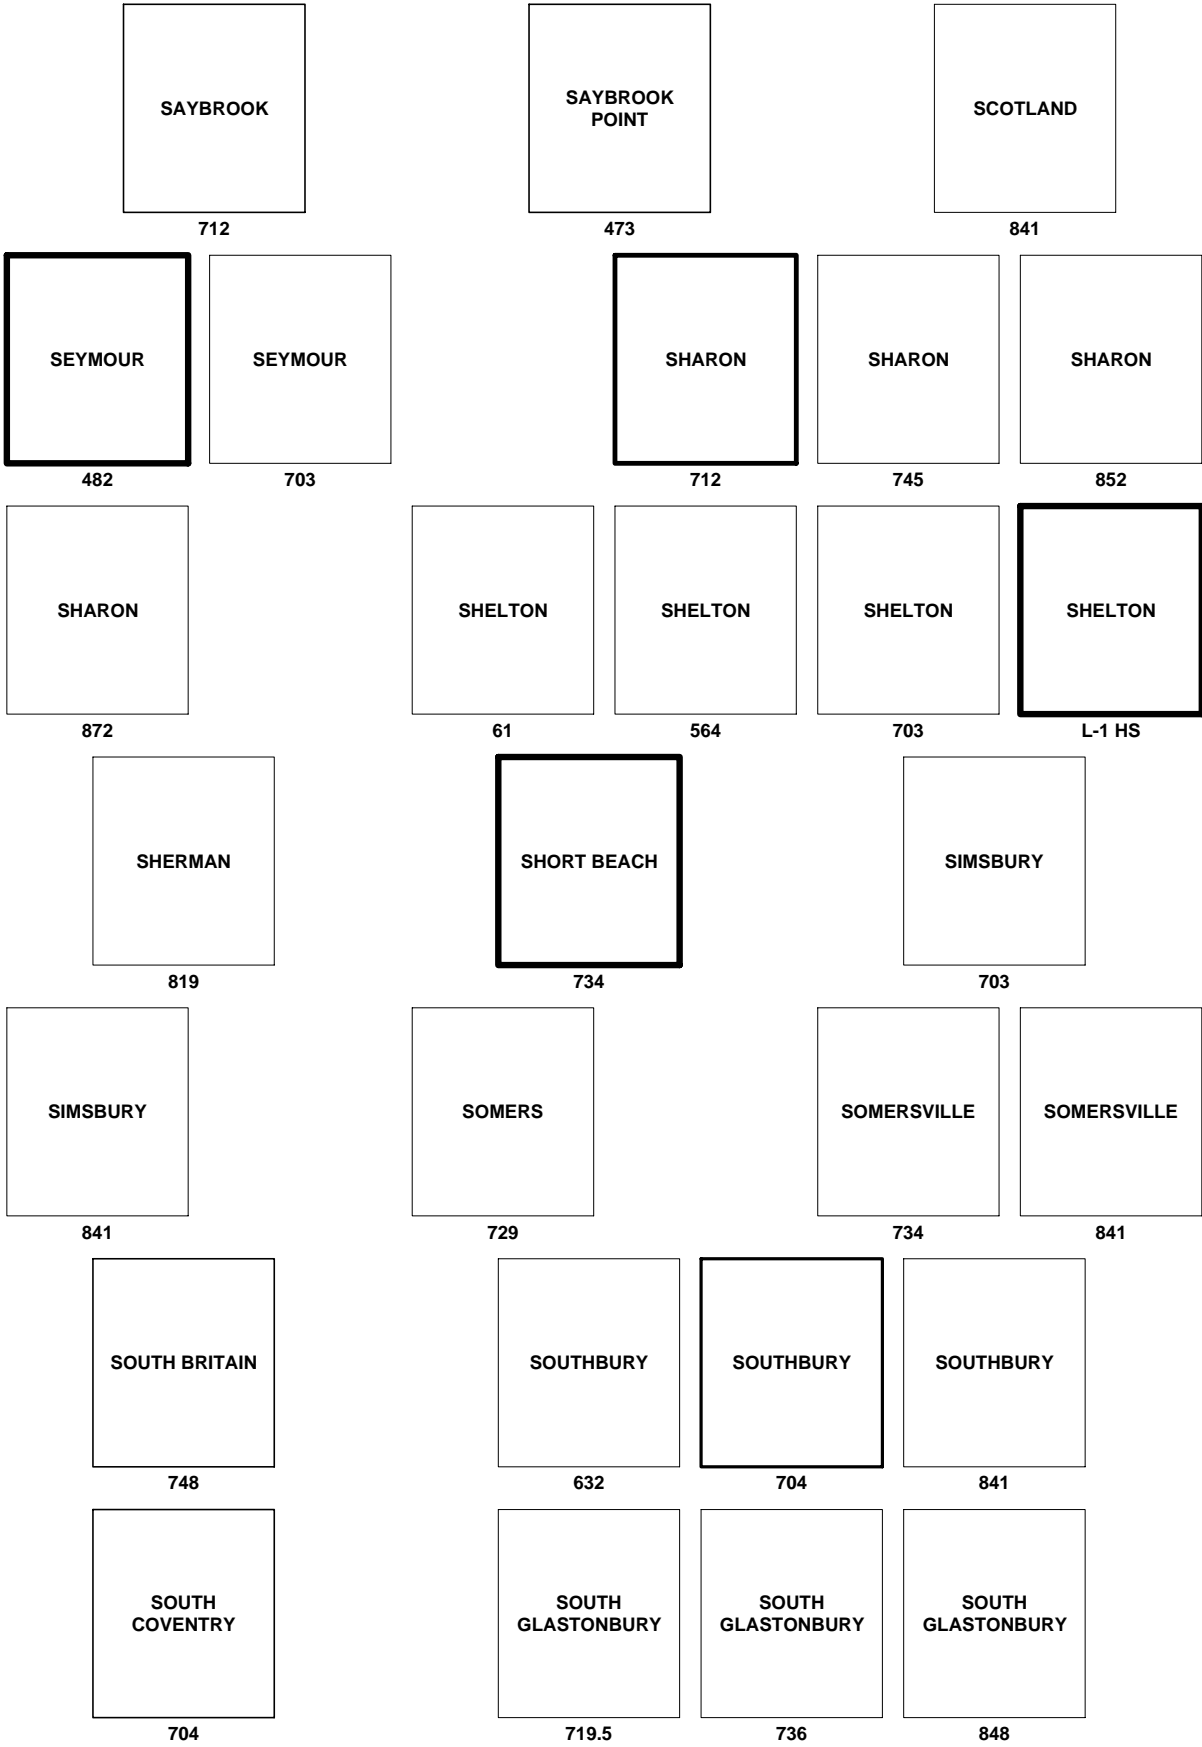 SAYBROOK
712
SAYBROOK
POINT
473
SCOTLAND
841
SEYMOUR
482
SEYMOUR
703
SHARON
712
SHARON
745
SHARON
852
SHARON
872
SHELTON
61
SHELTON
564
SHELTON
703
SHELTON
L-1 HS
SHERMAN
819
SHORT BEACH
734
SIMSBURY
703
SIMSBURY
841
SOMERS
729
SOMERSVILLE
734
SOMERSVILLE
841
SOUTH BRITAIN
748
SOUTHBURY
632
SOUTHBURY
704
SOUTHBURY
841
SOUTH
COVENTRY
704
SOUTH
GLASTONBURY
719.5
SOUTH
GLASTONBURY
736
SOUTH
GLASTONBURY
848